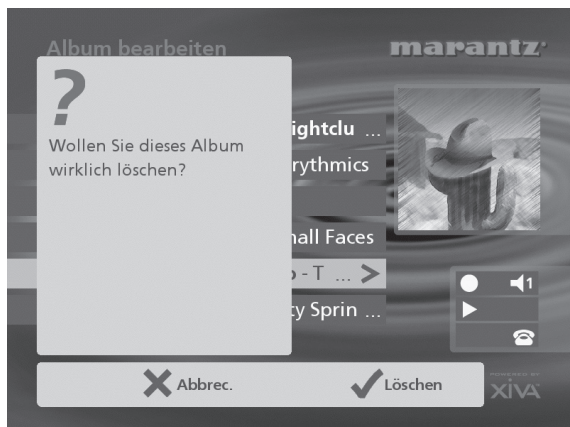 Album bearbeiten
marantz
?
Wollen Sie dieses Album
wirklich löschen?
ightclu ...
rythmics
nall Faces
- T ... >
ty Sprin ...
1
Abbrec.
Löschen
POWERED BY
XiVA